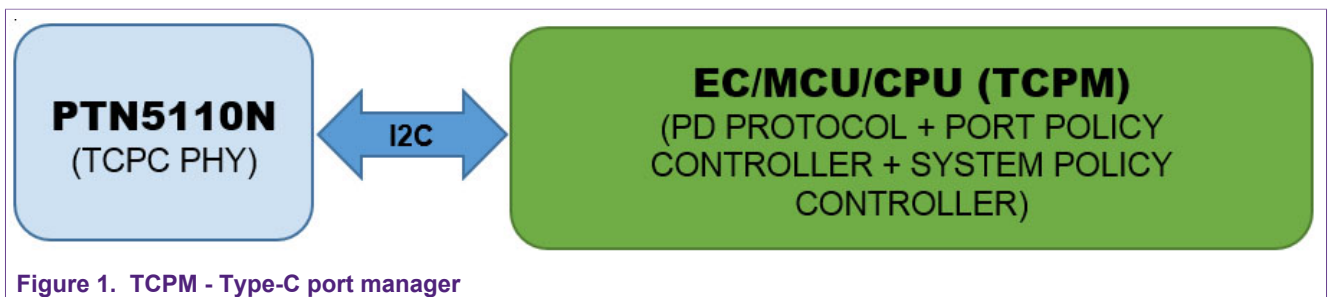 PTN5110N
(TCPC PHY)
I2C
EC/MCU/CPU (TCPM)
(PD PROTOCOL + PORT POLICY
CONTROLLER + SYSTEM POLICY
CONTROLLER)
Figure 1. TCPM - Type-C port manager